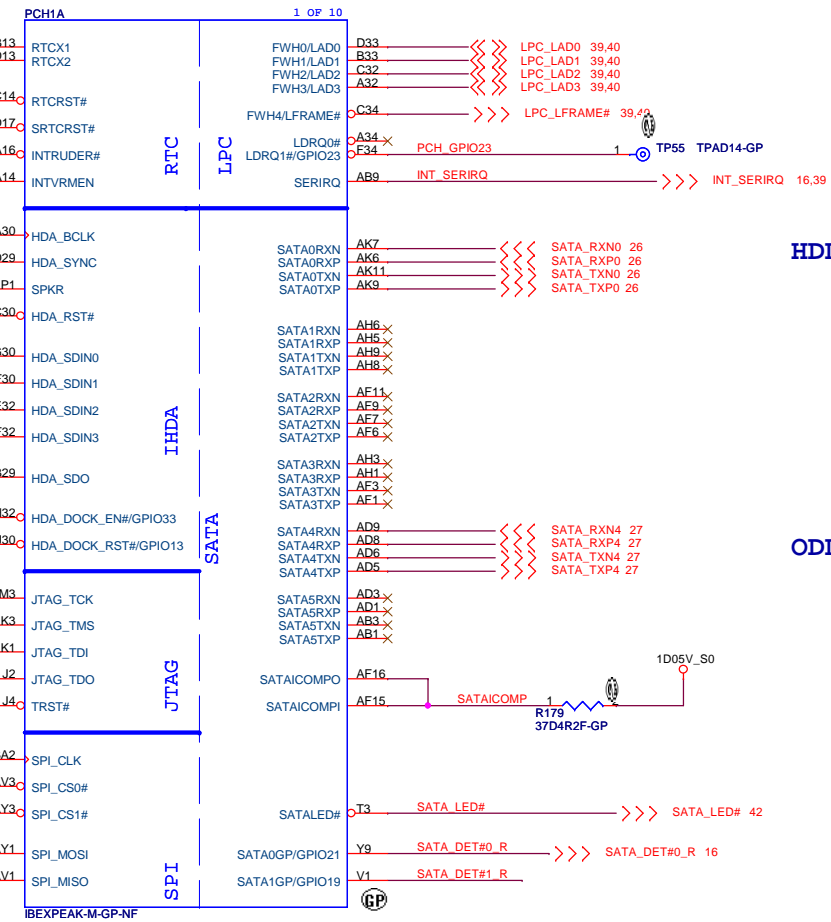 PCH1A
1 OF 10
RTCX1
RTCX2
RTCRST#
SRTCRST#
INTRUDER#
INTVRMEN
RTC
LPC
FWH0/LAD0 D33 LPC_LAD0 39,40
FWH1/LAD1 B33 LPC_LAD1 39,40
FWH2/LAD2 C32 LPC_LAD2 39,40
FWH3/LAD3 A32 LPC_LAD3 39,40
FWH4/LFRAME# C34 LPC_LFRAME# 39,40
LDRQ0# A34
LDRQ1#/GPIO23 F34 PCH_GPIO23 1 TP55 TPAD14-GP
SERIRQ AB9 INT_SERIRQ INT_SERIRQ 16,39
HDA_BCLK
HDA_SYNC
SPKR
HDA_RST#
HDA_SDIN0
HDA_SDIN1
HDA_SDIN2
HDA_SDIN3
HDA_SDO
HDA_DOCK_EN#/GPIO33
HDA_DOCK_RST#/GPIO13
IHDA
SATA
SATA0RXN AK7 SATA_RXN0 26
SATA0RXP AK6 SATA_RXP0 26
SATA0TXN AK11 SATA_TXN0 26
SATA0TXP AK9 SATA_TXP0 26
SATA1RXN AH6
SATA1RXP AH5
SATA1TXN AH9
SATA1TXP AH8
SATA2RXN AF11
SATA2RXP AF9
SATA2TXN AF7
SATA2TXP AF6
SATA3RXN AH3
SATA3RXP AH1
SATA3TXN AF3
SATA3TXP AF1
SATA4RXN AD9 SATA_RXN4 27
SATA4RXP AD8 SATA_RXP4 27
SATA4TXN AD6 SATA_TXN4 27
SATA4TXP AD5 SATA_TXP4 27
SATA5RXN AD3
SATA5RXP AD1
SATA5TXN AB3
SATA5TXP AB1
JTAG_TCK
JTAG_TMS
JTAG_TDI
J2 JTAG_TDO
J4 TRST#
JTAG
SATAICOMPO AF16
SATAICOMPI AF15 SATAICOMP 1
R179
37D4R2F-GP
1D05V_S0
SPI_CLK
SPI_CS0#
SPI_CS1#
SPI_MOSI
SPI_MISO
SPI
SATALED# T3 SATA_LED# SATA_LED# 42
SATA0GP/GPIO21 Y9 SATA_DET#0_R SATA_DET#0_R 16
SATA1GP/GPIO19 V1 SATA_DET#1_R
GP
IBEXPEAK-M-GP-NF